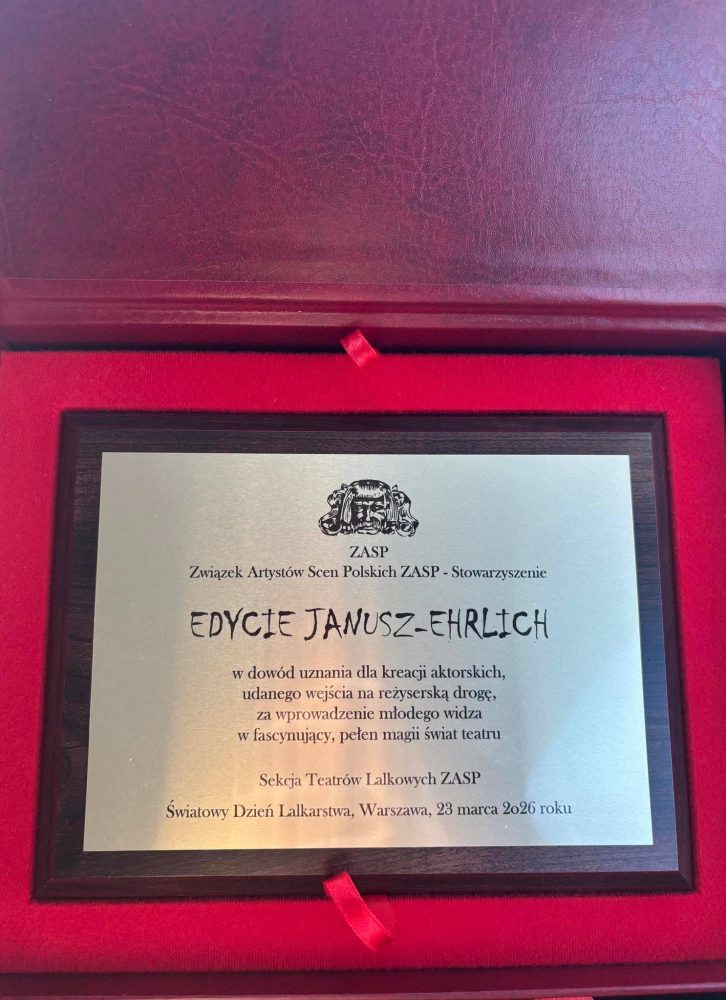 ZASP
Związek Artystów Scen Polskich ZASP - Stowarzyszenie
EDYCIE JANUSZ-EHRLICH
w dowód uznania dla kreacji aktorskich,
udanego wejścia na reżyserską drogę,
za wprowadzenie młodego widza
w fascynujący, pełen magii świat teatru
Sekcja Teatrów Lalkowych ZASP
Światowy Dzień Lalkarstwa, Warszawa, 23 marca 2026 roku